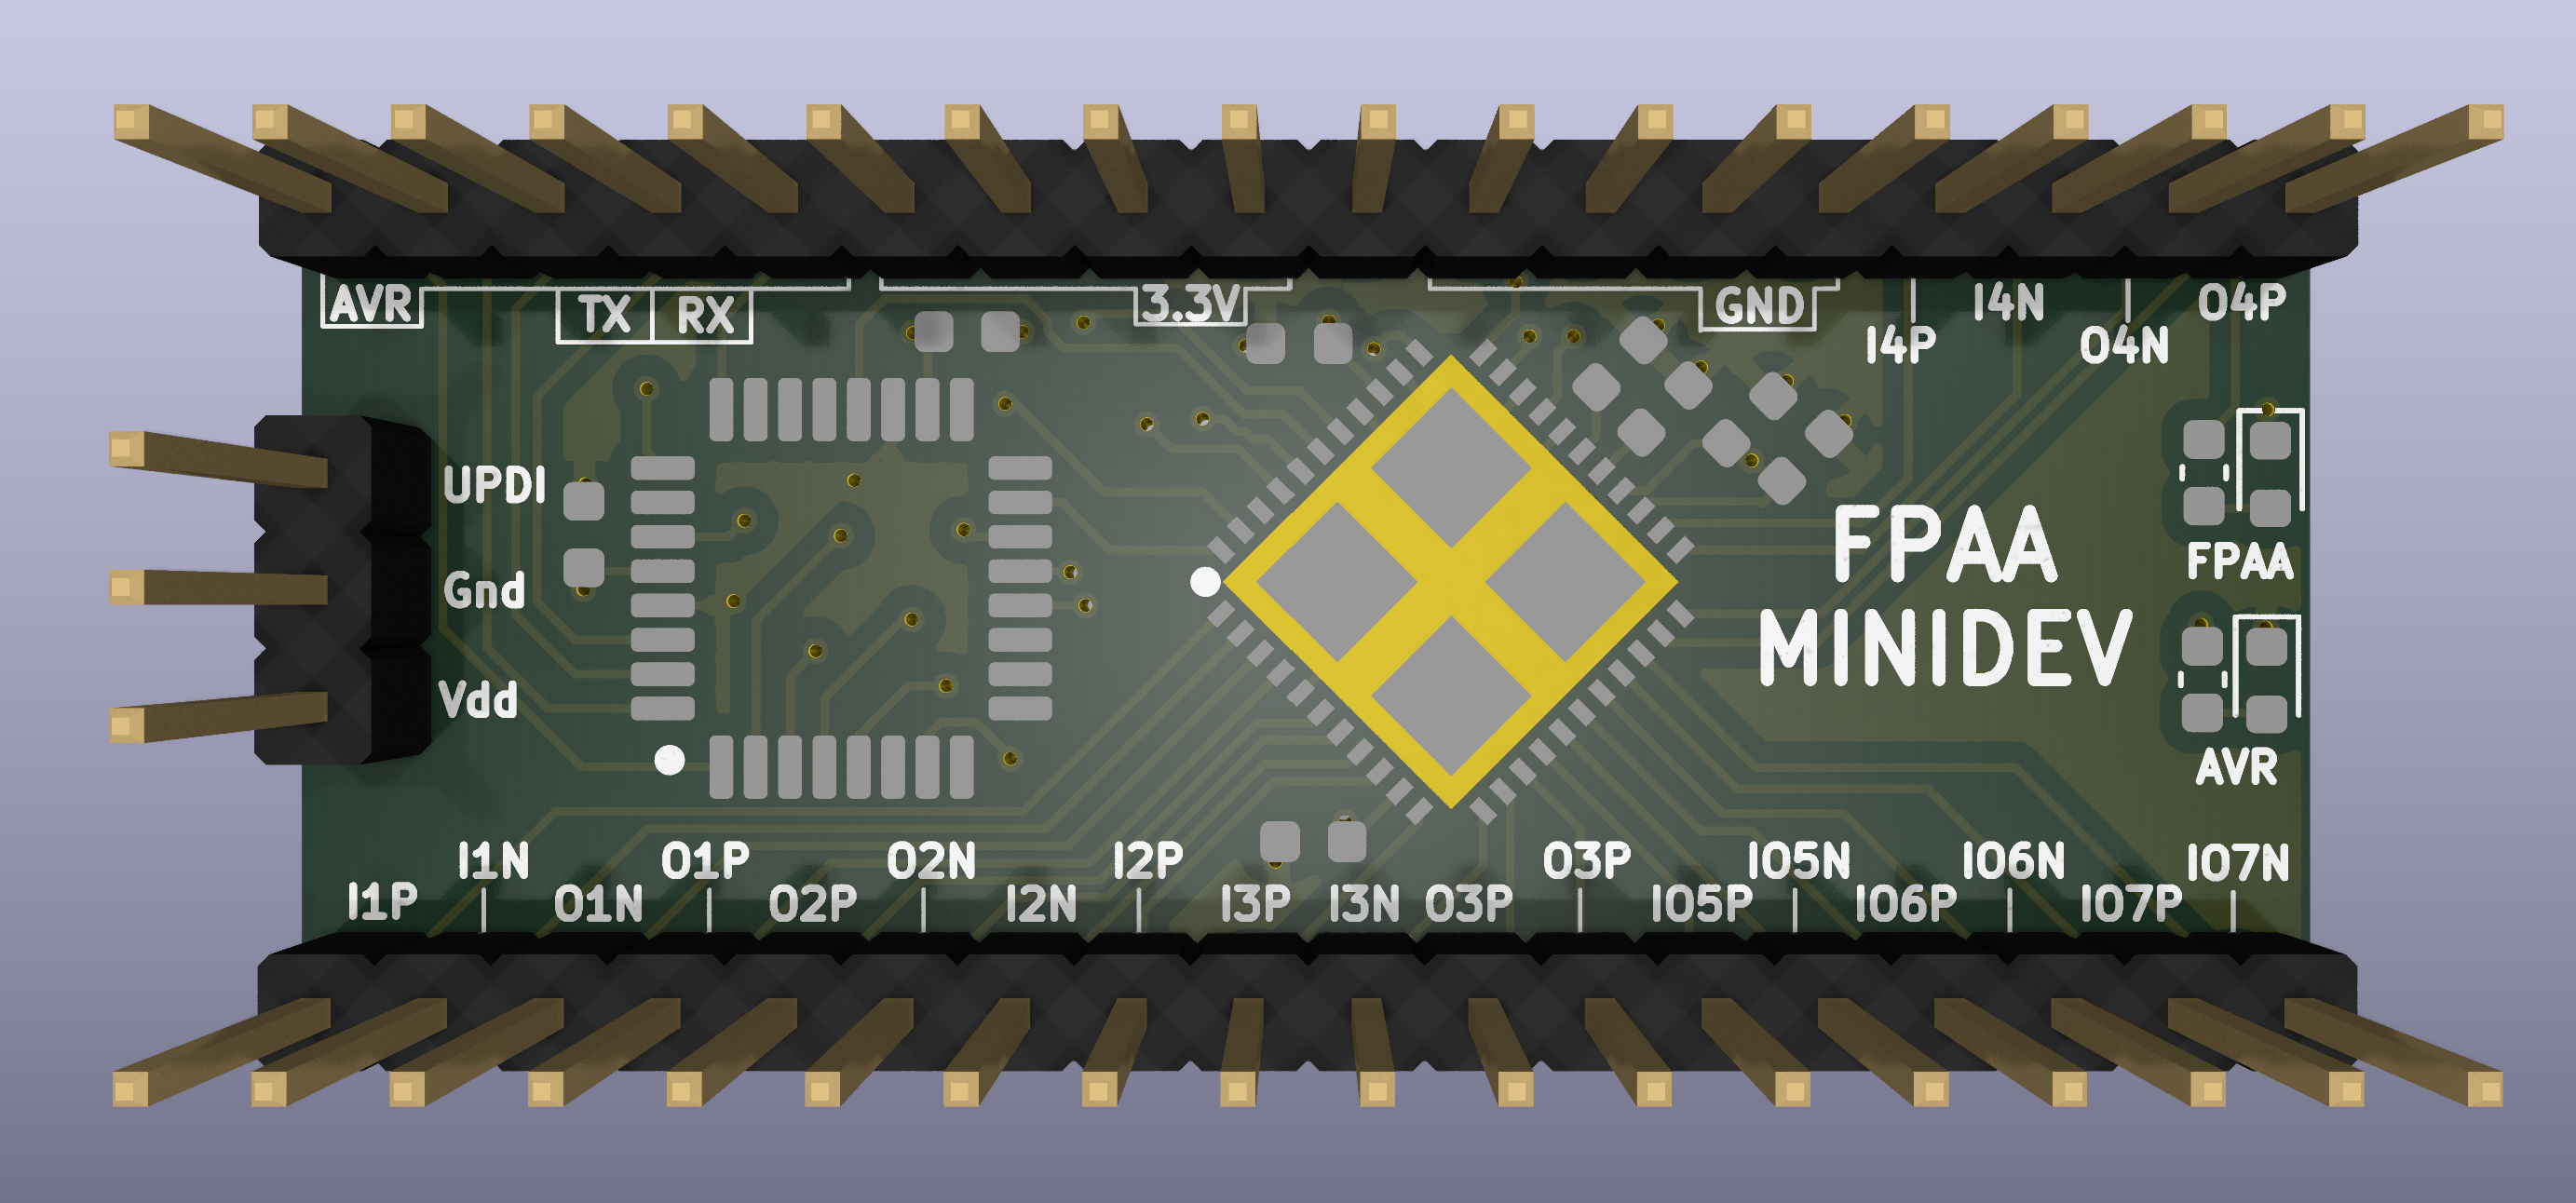 AVR TX RX 3.3V GND I4P I4N O4N O4P
UPDI
Gnd
Vdd
FPAA
MINIDEV
FPAA
AVR
I1P I1N O1N O1P O2P O2N I2N I2P I3P I3N O3P O3P IO5P IO5N IO6P IO6N IO7P IO7N